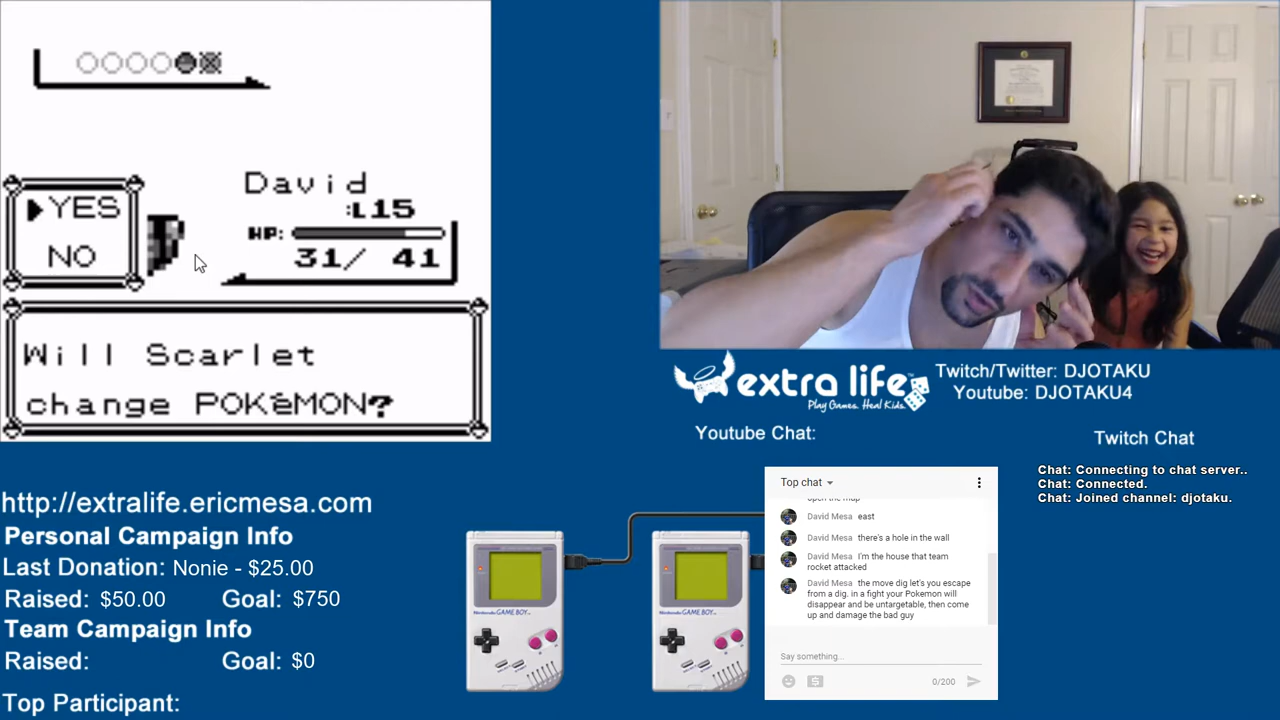 David
:L15
YES
HP:
NO
31/ 41
Will Scarlet
change POKéMON?
extra life
Play Games. Heal Kids.
Twitch/Twitter: DJOTAKU
Youtube: DJOTAKU4
Youtube Chat:
Twitch Chat
Chat: Connecting to chat server..
Chat: Connected.
Chat: Joined channel: djotaku.
Top chat
open the map
David Mesa east
David Mesa there's a hole in the wall
David Mesa I'm the house that team
rocket attacked
David Mesa the move dig let's you escape
from a dig. in a fight your Pokemon will
disappear and be untargetable, then come
up and damage the bad guy
Say something...
0/200
http://extralife.ericmesa.com
Personal Campaign Info
Last Donation: Nonie - $25.00
Raised: $50.00 Goal: $750
Team Campaign Info
Raised: Goal: $0
Top Participant:
Nintendo GAME BOY
Nintendo GAME BOY